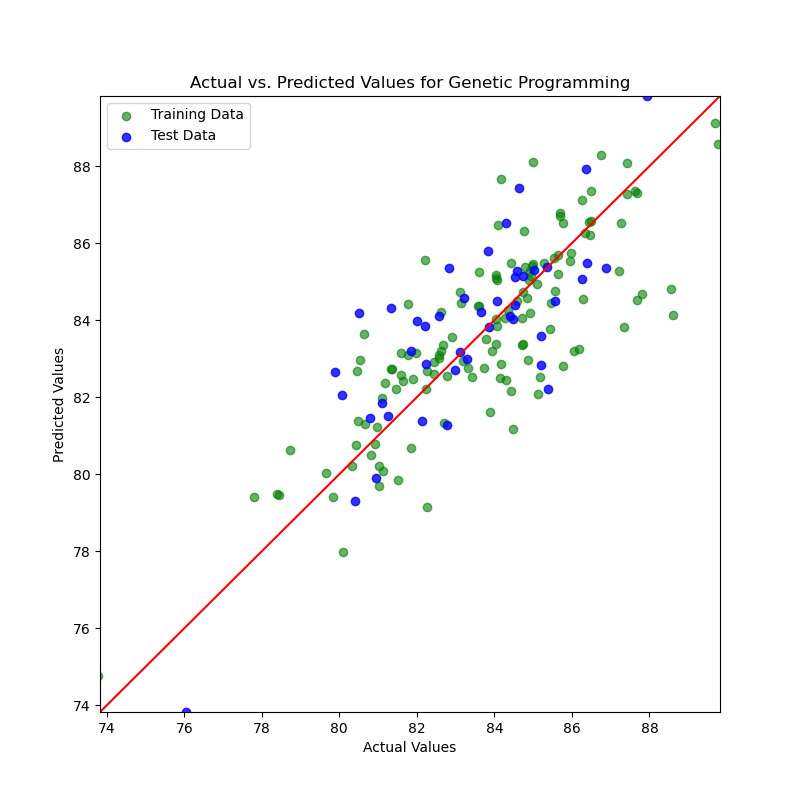 Actual vs. Predicted Values for Genetic Programming
Training Data
Test Data
88
86
84
82
80
78
76
74
Predicted Values
74 76 78 80 82 84 86 88
Actual Values